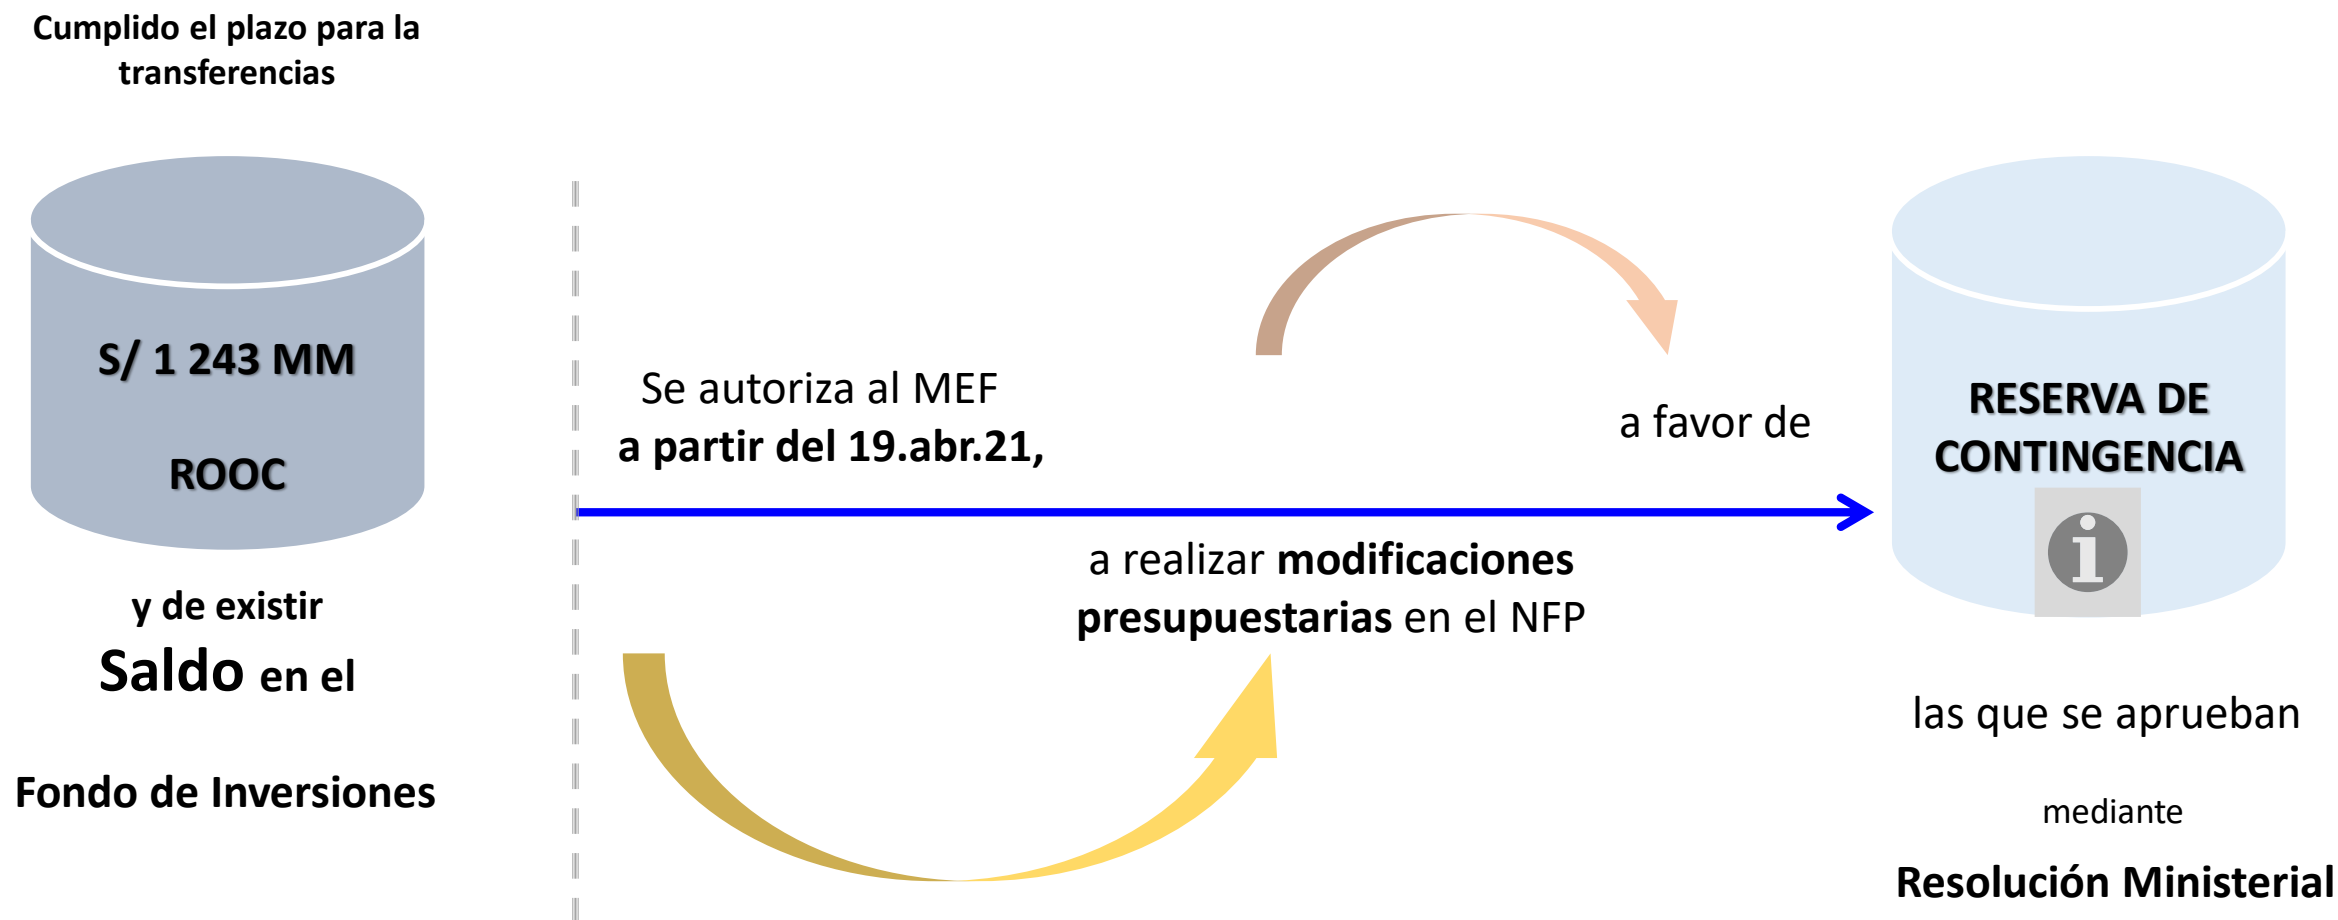 Cumplido el plazo para la
transferencias
S/ 1 243 MM
ROOC
y de existir
Saldo en el
Fondo de Inversiones
Se autoriza al MEF
a partir del 19.abr.21,
a realizar modificaciones
presupuestarias en el NFP
a favor de
RESERVA DE
CONTINGENCIA
las que se aprueban
mediante
Resolución Ministerial